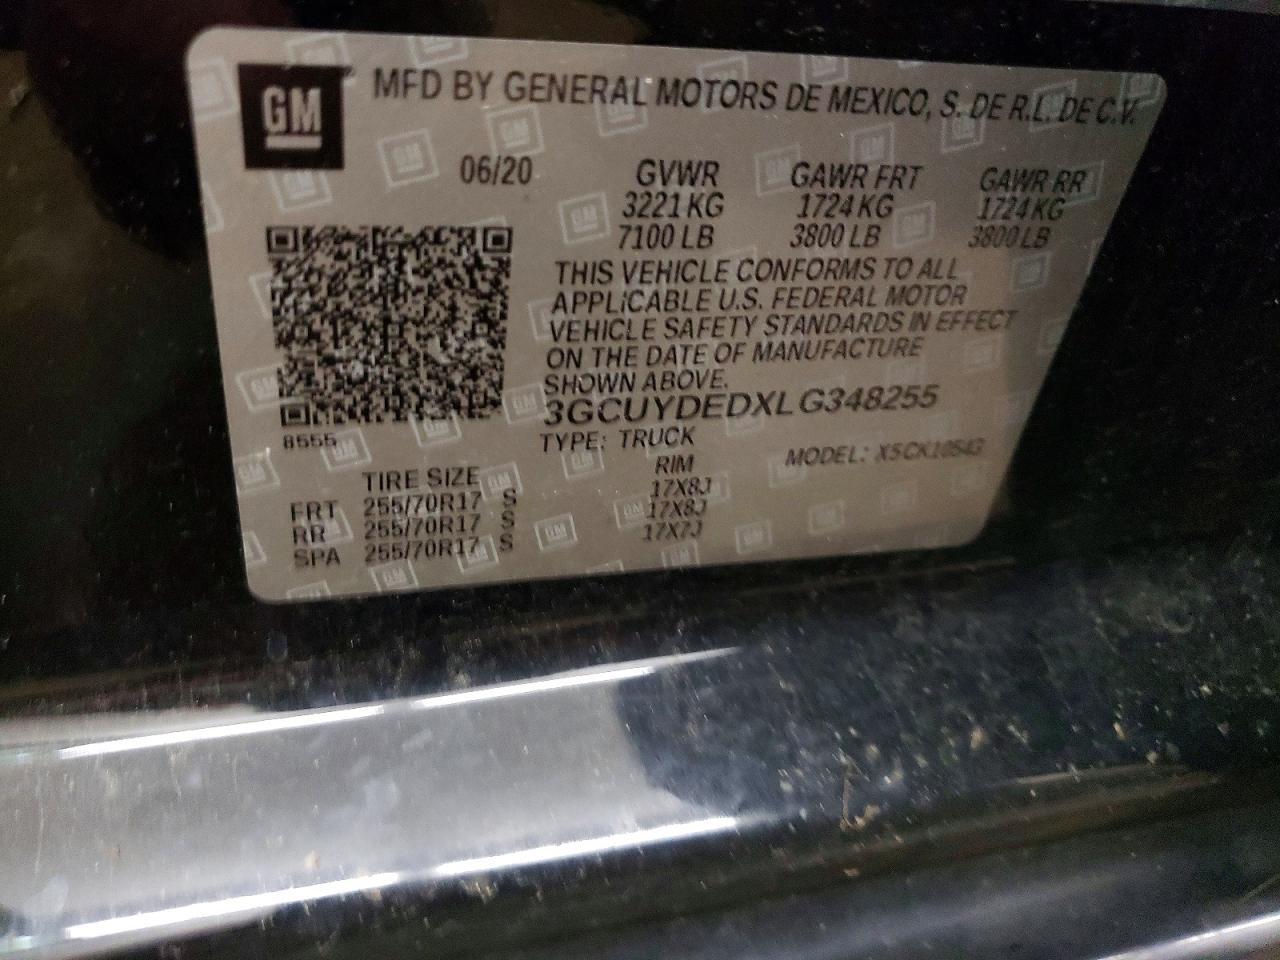 GM MFD BY GENERAL MOTORS DE MEXICO, S. DE R.L. DE C.V.
06/20 GVWR GAWR FRT GAWR RR
3221 KG 1724 KG 1724 KG
7100 LB 3800 LB 3800 LB
THIS VEHICLE CONFORMS TO ALL
APPLICABLE U.S. FEDERAL MOTOR
VEHICLE SAFETY STANDARDS IN EFFECT
ON THE DATE OF MANUFACTURE
SHOWN ABOVE.
3GCUYDEDXLG348255
8555
TYPE: TRUCK MODEL: X5CK10543
TIRE SIZE RIM
FRT 255/70R17 S 17X8J
RR 255/70R17 S 17X8J
SPA 255/70R17 S 17X7J